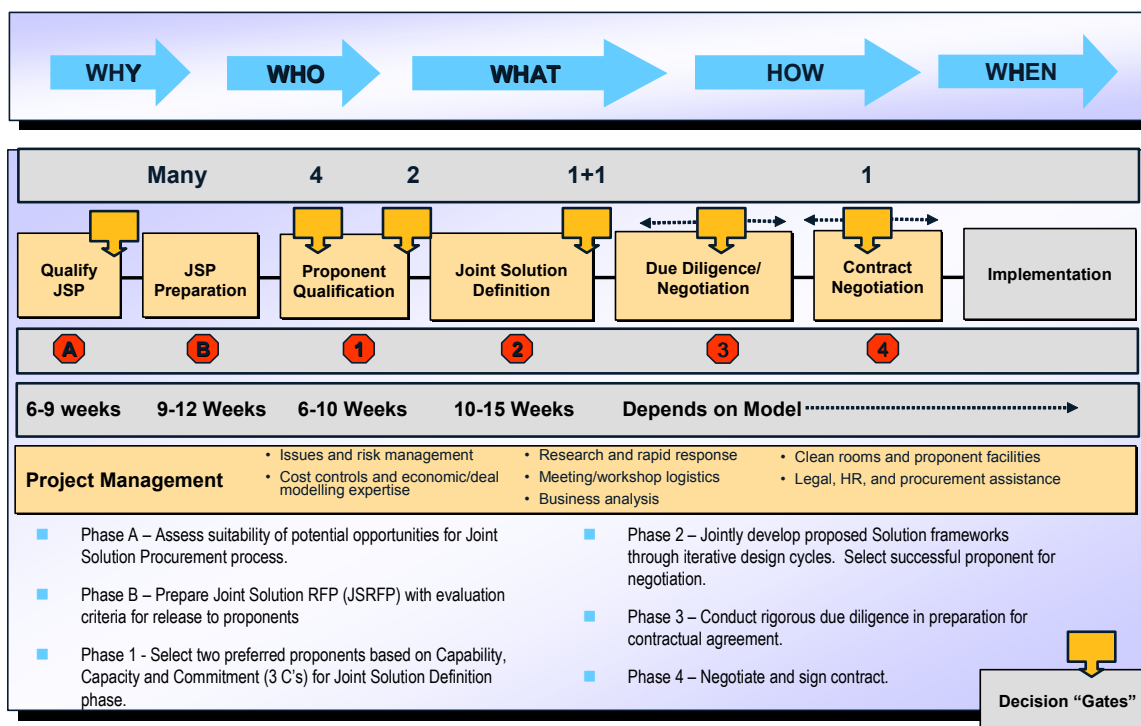 WHY
WHO
WHAT
HOW
WHEN
Many
4
2
1+1
1
Qualify
JSP
JSP
Preparation
Proponent
Qualification
Joint Solution
Definition
Due Diligence/
Negotiation
Contract
Negotiation
Implementation
A
B
1
2
3
4
6-9 weeks
9-12 Weeks
6-10 Weeks
10-15 Weeks
Depends on Model
Project Management
• Issues and risk management
• Cost controls and economic/deal
modelling expertise
• Research and rapid response
• Meeting/workshop logistics
• Business analysis
• Clean rooms and proponent facilities
• Legal, HR, and procurement assistance
Phase A – Assess suitability of potential opportunities for Joint
Solution Procurement process.
Phase B – Prepare Joint Solution RFP (JSRFP) with evaluation
criteria for release to proponents
Phase 1 - Select two preferred proponents based on Capability,
Capacity and Commitment (3 C's) for Joint Solution Definition
phase.
Phase 2 – Jointly develop proposed Solution frameworks
through iterative design cycles.  Select successful proponent for
negotiation.
Phase 3 – Conduct rigorous due diligence in preparation for
contractual agreement.
Phase 4 – Negotiate and sign contract.
Decision “Gates”